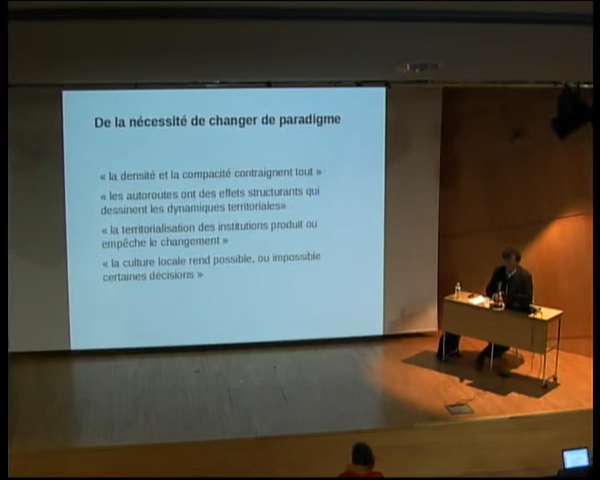 De la nécessité de changer de paradigme
« la densité et la compacité contraignent tout »
« les autoroutes ont des effets structurants qui
dessinent les dynamiques territoriales»
« la territorialisation des institutions produit ou
empêche le changement »
« la culture locale rend possible, ou impossible
certaines décisions »